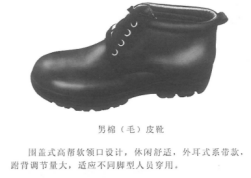 男棉（毛）皮靴
围盖式高帮软领口设计，休闲舒适，外耳式系带款，
跗背调节量大，适应不同脚型人员穿用。